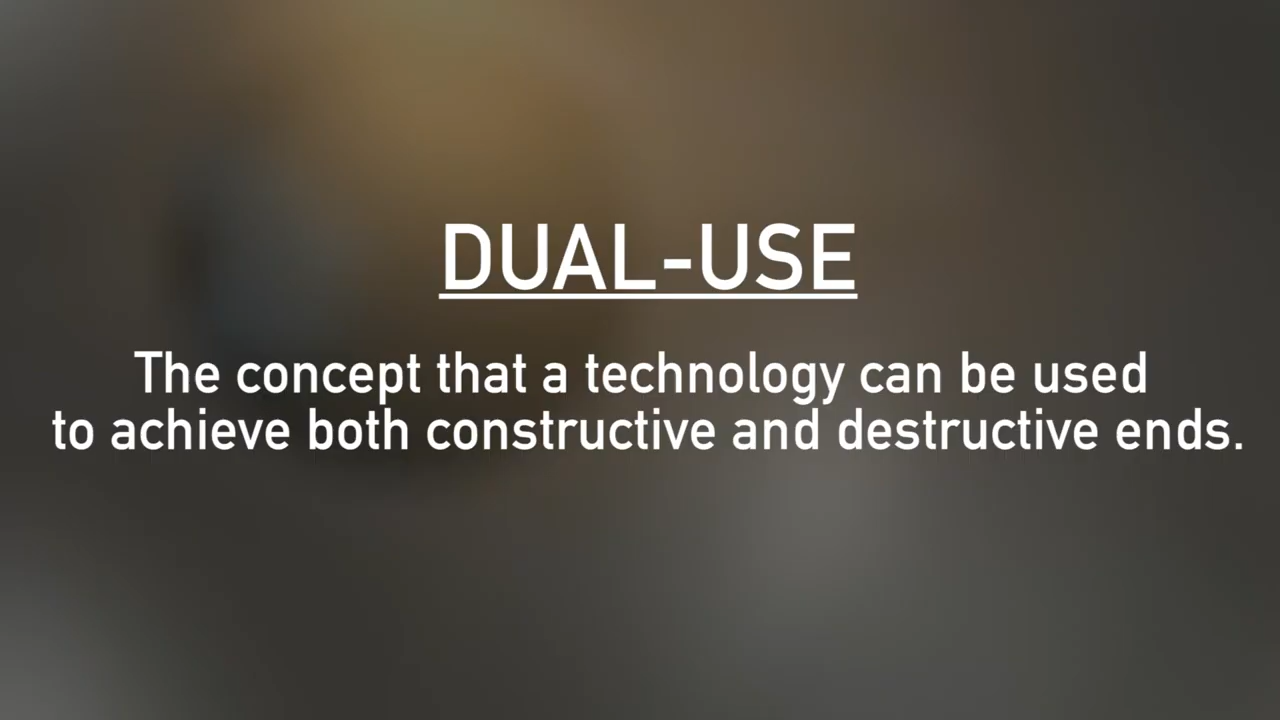 DUAL-USE
The concept that a technology can be used
to achieve both constructive and destructive ends.